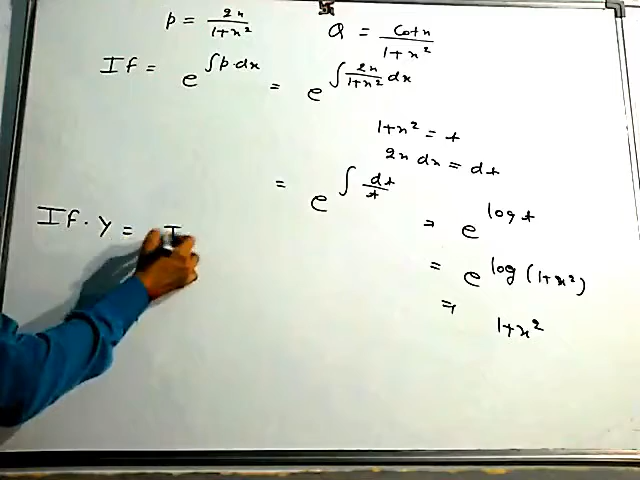 P = 2x/1+x² Q = Cotx/1+x²
If = e^∫P·dx = e^∫2x/1+x² dx
1+x² = t
2x dx = dt
= e^∫dt/t = e^log t
If · y = I
= e^log(1+x²)
= 1+x²